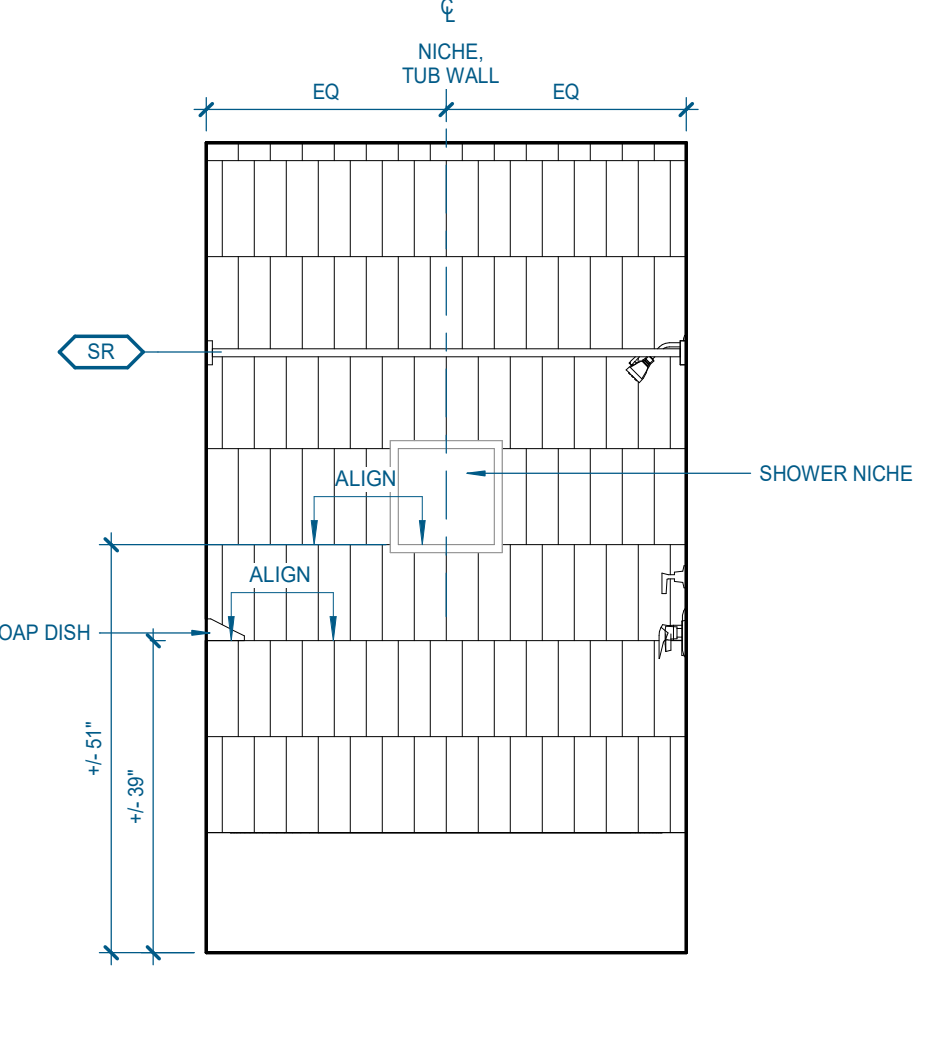 ℄
NICHE,
TUB WALL
EQ
EQ
SR
ALIGN
SHOWER NICHE
ALIGN
OAP DISH
+/- 51"
+/- 39"